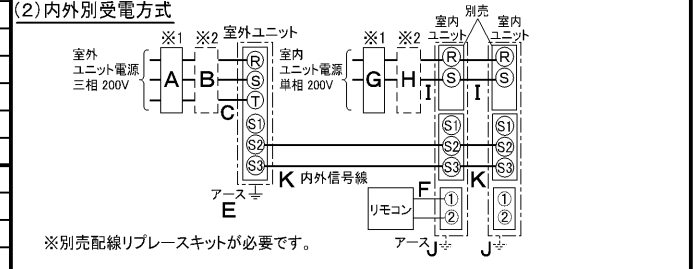 (2)内外別受電方式
※1 ※2 室外ユニット
室外
ユニット電源
三相 200V
A B C
R
S
T
S1
S2
S3
アース
E
※1 ※2
室内
ユニット電源
単相 200V
G H I I
室内
ユニット
別売
室内
ユニット
R
S
S1
S2
S3
R
S
S1
S2
S3
K 内外信号線
K
リモコン
F
1
2
1
2
アース J
J
※別売配線リプレースキットが必要です。